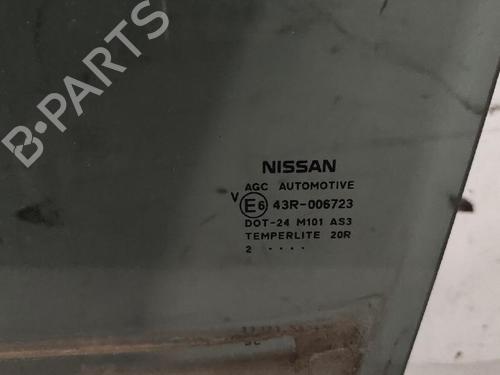 B-PARTS
NISSAN
AGC AUTOMOTIVE
V E6 43R-006723
DOT-24 M101 AS3
TEMPERLITE 20R
2 ....